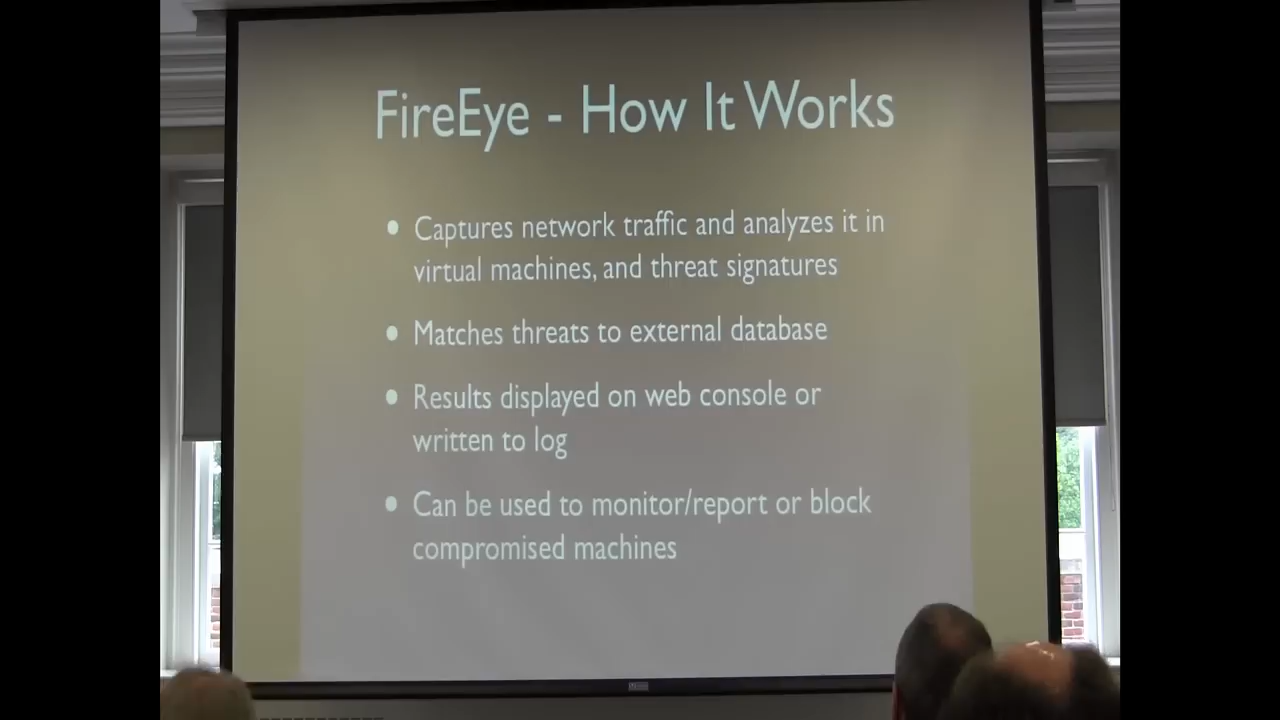 FireEye - How It Works
• Captures network traffic and analyzes it in
virtual machines, and threat signatures
• Matches threats to external database
• Results displayed on web console or
written to log
• Can be used to monitor/report or block
compromised machines